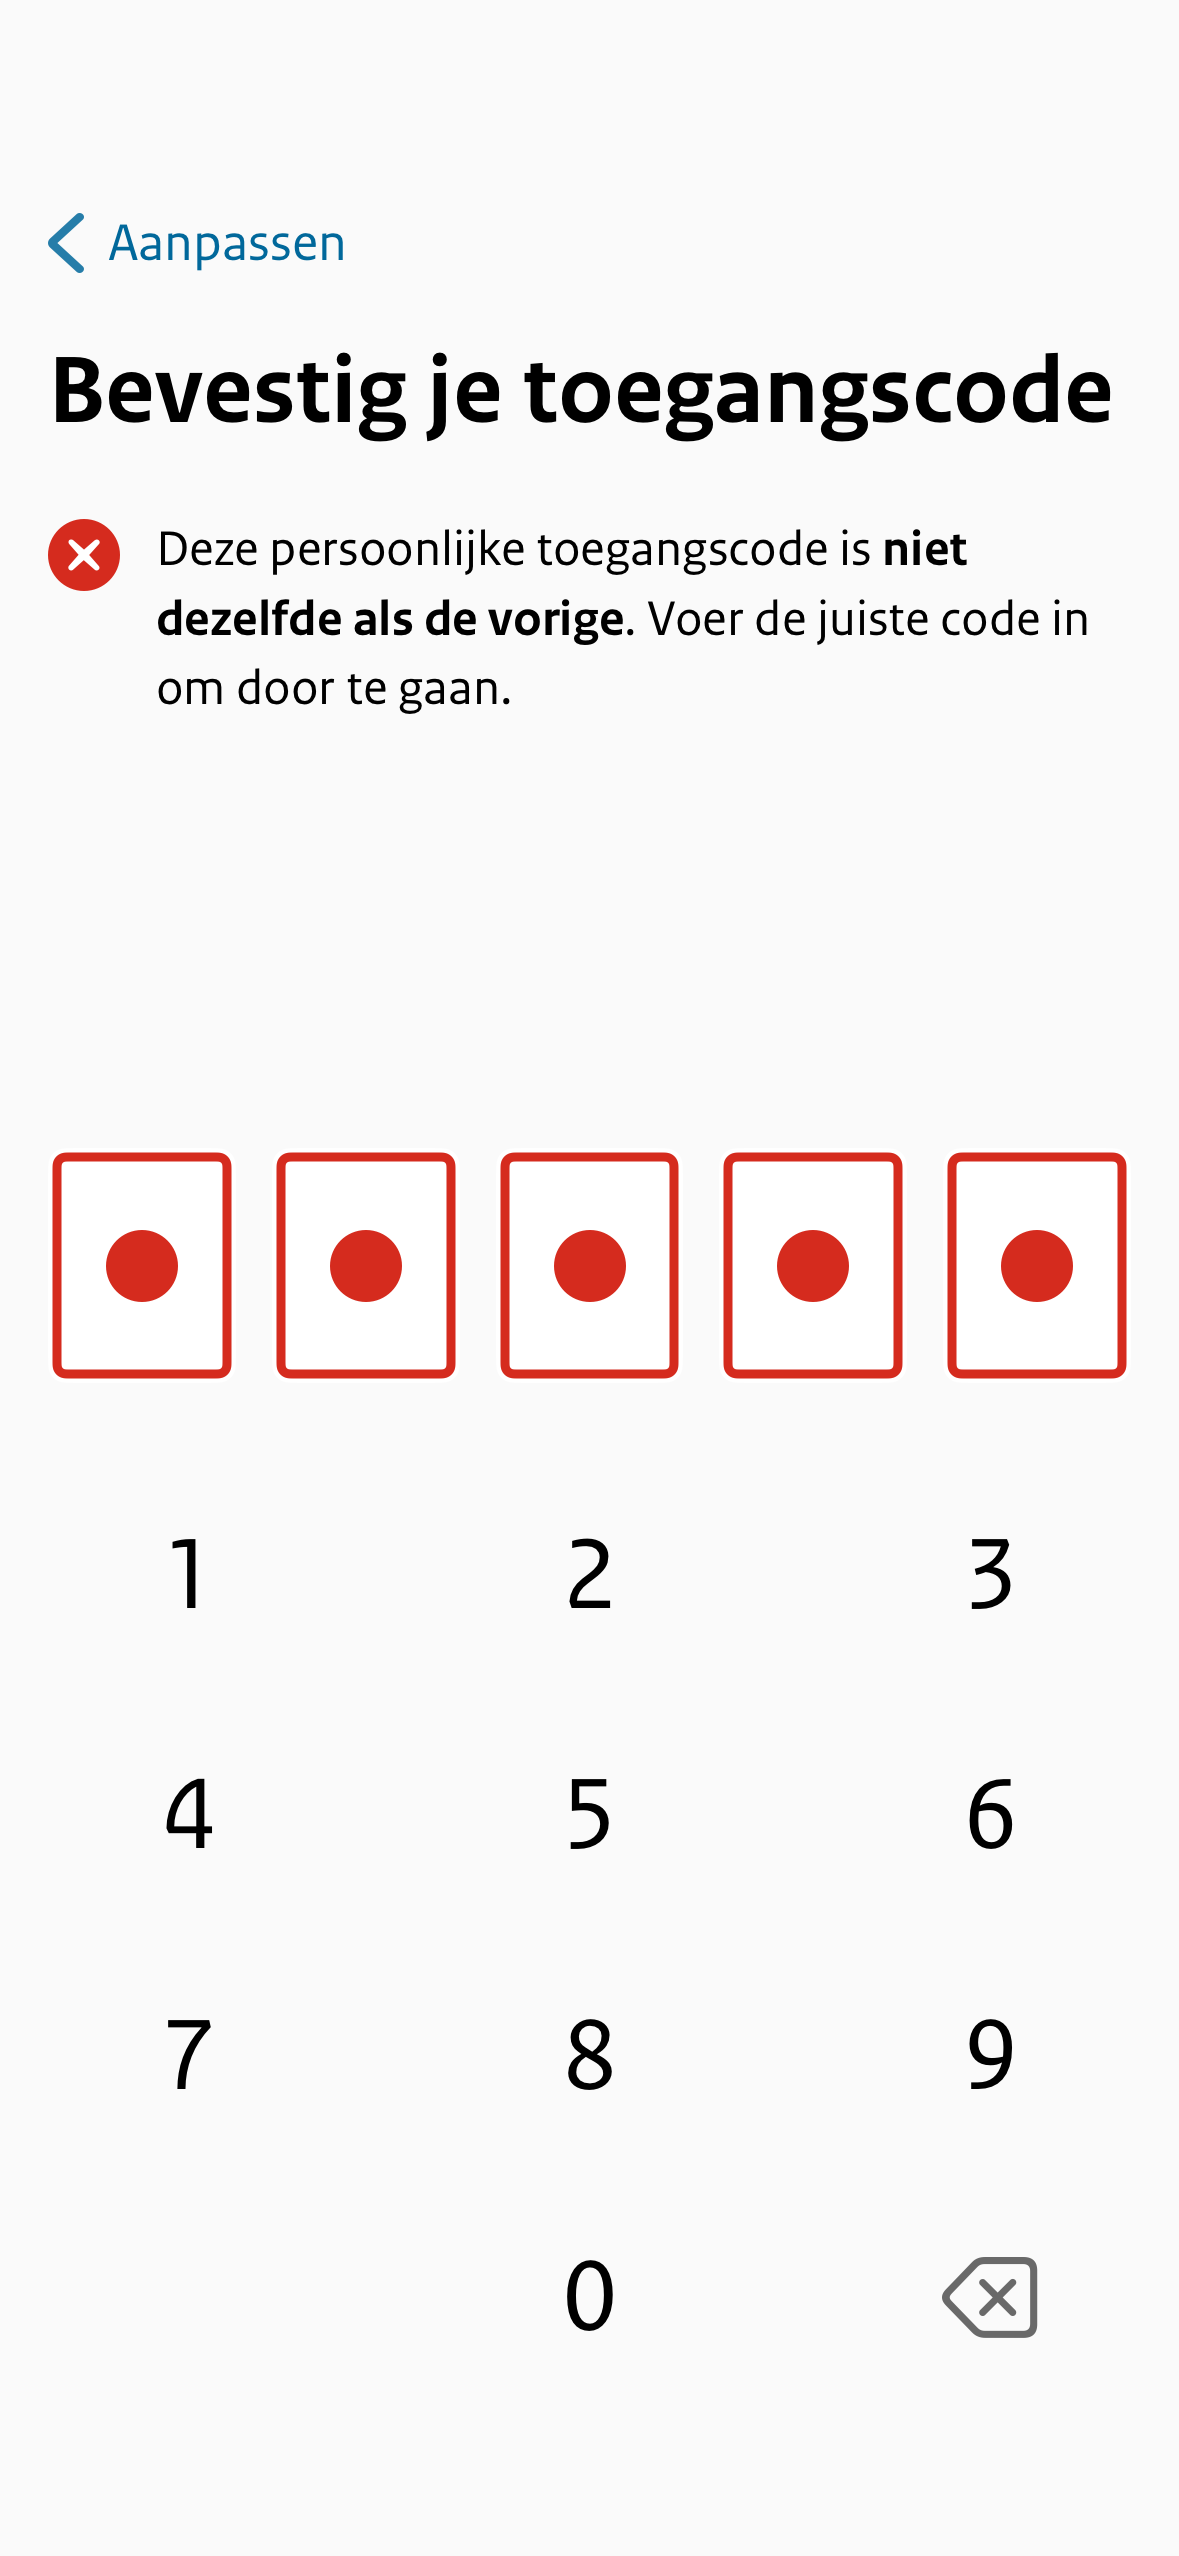 Aanpassen
Bevestig je toegangscode
Deze persoonlijke toegangscode is niet
dezelfde als de vorige. Voer de juiste code in
om door te gaan.
1 2 3
4 5 6
7 8 9
0